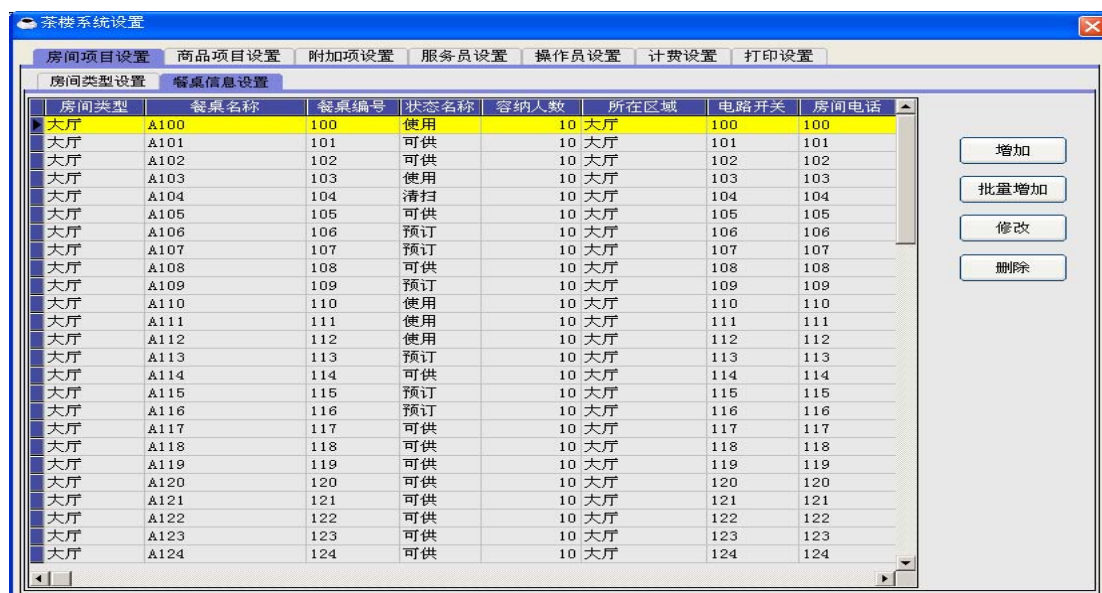 茶楼系统设置
房间项目设置 商品项目设置 附加项设置 服务员设置 操作员设置 计费设置 打印设置
房间类型设置 餐桌信息设置
房间类型 餐桌名称 餐桌编号 状态名称 容纳人数 所在区域 电路开关 房间电话
大厅 A100 100 使用 10 大厅 100 100
大厅 A101 101 可供 10 大厅 101 101
大厅 A102 102 可供 10 大厅 102 102
大厅 A103 103 使用 10 大厅 103 103
大厅 A104 104 清扫 10 大厅 104 104
大厅 A105 105 可供 10 大厅 105 105
大厅 A106 106 预订 10 大厅 106 106
大厅 A107 107 预订 10 大厅 107 107
大厅 A108 108 可供 10 大厅 108 108
大厅 A109 109 预订 10 大厅 109 109
大厅 A110 110 使用 10 大厅 110 110
大厅 A111 111 使用 10 大厅 111 111
大厅 A112 112 使用 10 大厅 112 112
大厅 A113 113 预订 10 大厅 113 113
大厅 A114 114 可供 10 大厅 114 114
大厅 A115 115 预订 10 大厅 115 115
大厅 A116 116 预订 10 大厅 116 116
大厅 A117 117 可供 10 大厅 117 117
大厅 A118 118 可供 10 大厅 118 118
大厅 A119 119 可供 10 大厅 119 119
大厅 A120 120 可供 10 大厅 120 120
大厅 A121 121 可供 10 大厅 121 121
大厅 A122 122 可供 10 大厅 122 122
大厅 A123 123 可供 10 大厅 123 123
大厅 A124 124 可供 10 大厅 124 124
增加
批量增加
修改
删除